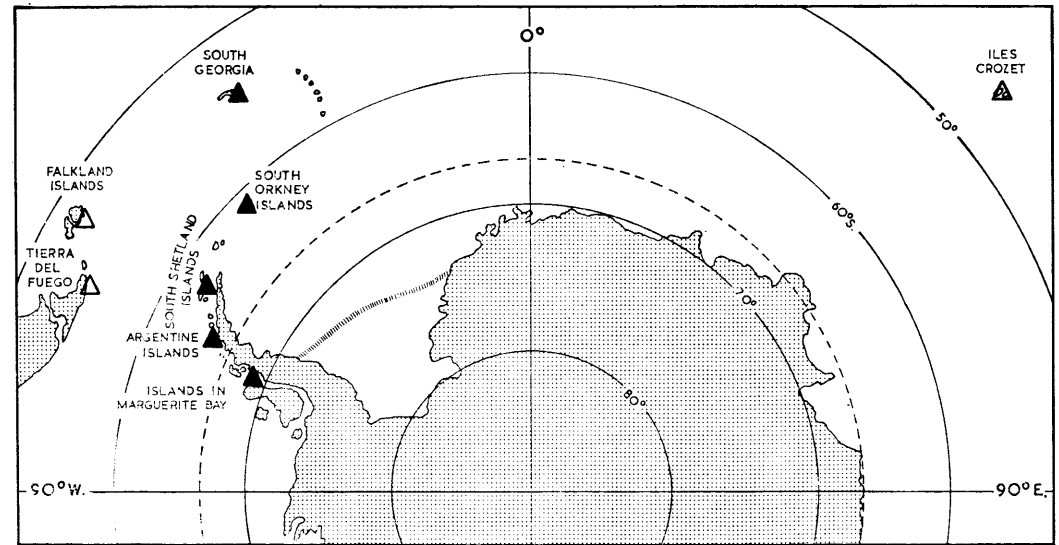 0°
SOUTH
GEORGIA
ILES
CROZET
50°
FALKLAND
ISLANDS
SOUTH
ORKNEY
ISLANDS
60°S.
TIERRA
DEL
FUEGO
SOUTH SHETLAND
ISLANDS
70°
ARGENTINE
ISLANDS
ISLANDS IN
MARGUERITE BAY
80°
90°W.
90°E.